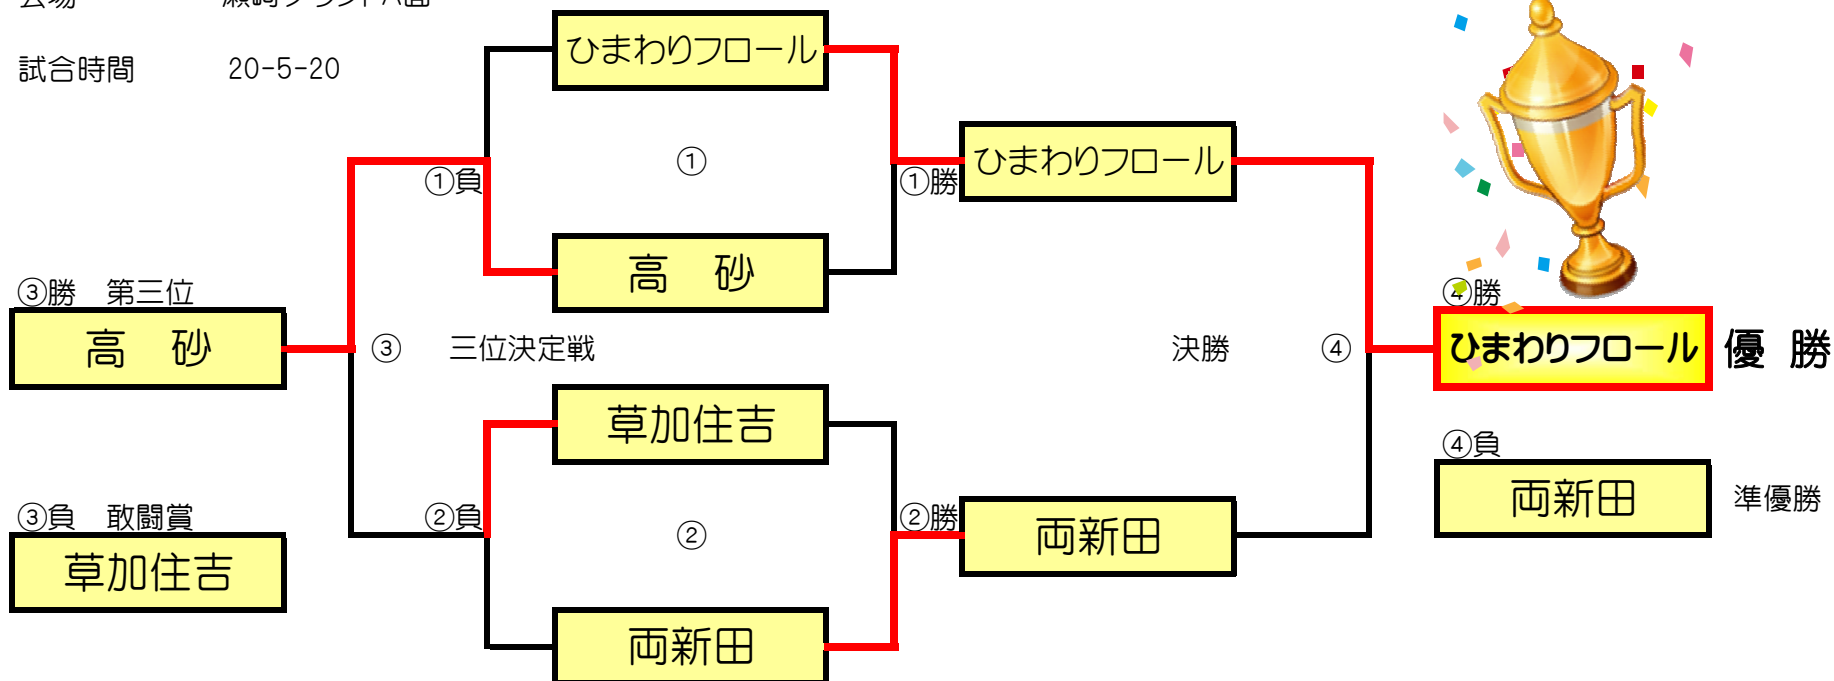 試合時間 20-5-20
ひまわりフロール
①
①負
①勝
ひまわりフロール
高 砂
③勝 第三位
高 砂
③ 三位決定戦
決勝 ④
④勝
ひまわりフロール 優 勝
草加住吉
④負
両新田 準優勝
③負 敢闘賞
草加住吉
②負
②
②勝
両新田
両新田